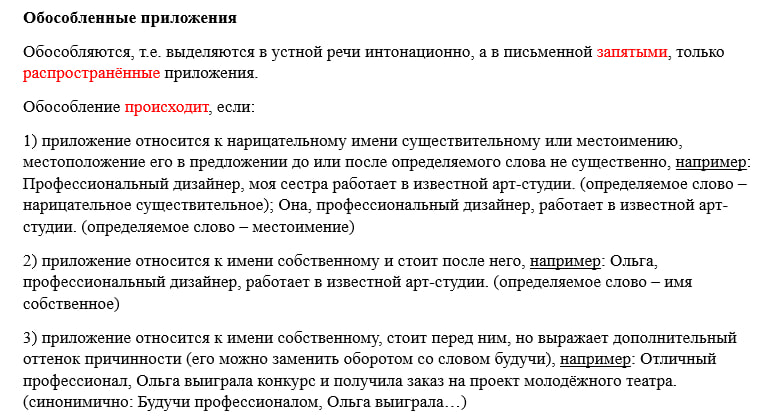 Обособленные приложения
Обособляются, т.е. выделяются в устной речи интонационно, а в письменной запятыми, только
распространённые приложения.
Обособление происходит, если:
1) приложение относится к нарицательному имени существительному или местоимению,
местоположение его в предложении до или после определяемого слова не существенно, например:
Профессиональный дизайнер, моя сестра работает в известной арт-студии. (определяемое слово –
нарицательное существительное); Она, профессиональный дизайнер, работает в известной арт-
студии. (определяемое слово – местоимение)
2) приложение относится к имени собственному и стоит после него, например: Ольга,
профессиональный дизайнер, работает в известной арт-студии. (определяемое слово – имя
собственное)
3) приложение относится к имени собственному, стоит перед ним, но выражает дополнительный
оттенок причинности (его можно заменить оборотом со словом будучи), например: Отличный
профессионал, Ольга выиграла конкурс и получила заказ на проект молодёжного театра.
(синонимично: Будучи профессионалом, Ольга выиграла…)